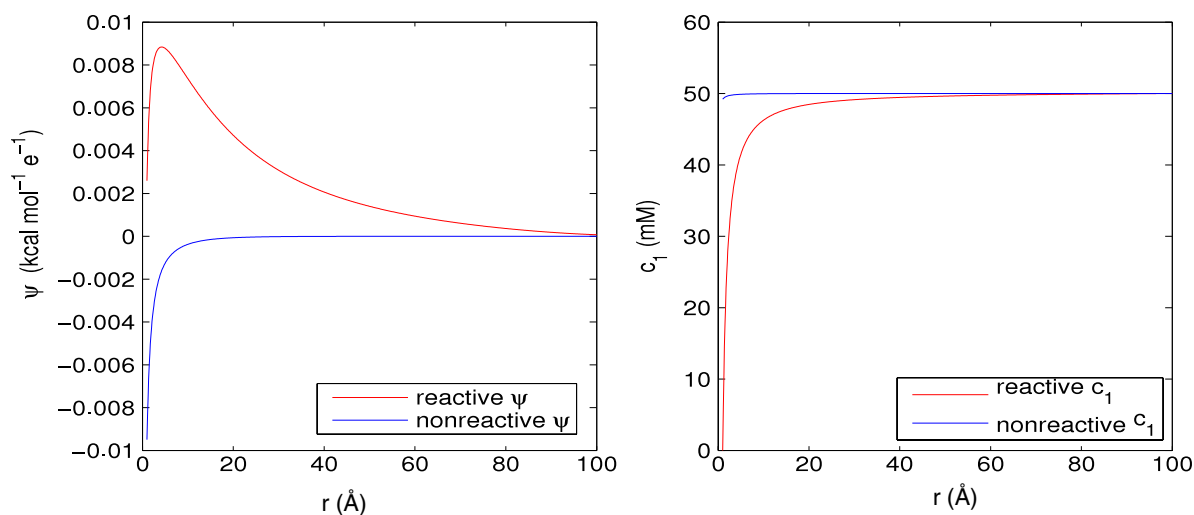 0.01
0.008
0.006
0.004
0.002
0
−0.002
−0.004
−0.006
−0.008
−0.01
ψ (kcal mol⁻¹ e⁻¹)
reactive ψ
nonreactive ψ
0 20 40 60 80 100
r (Å)
60
50
40
30
20
10
0
c₁ (mM)
reactive c₁
nonreactive c₁
0 20 40 60 80 100
r (Å)